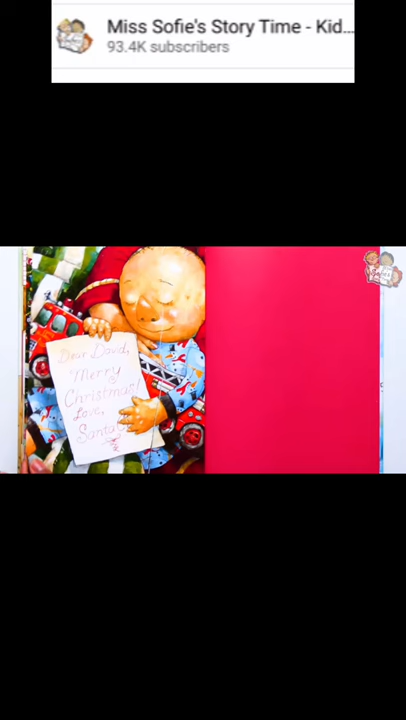 Miss Sofie's Story Time - Kid...
93.4K subscribers
Dear David,
"Merry
Christmas!
Love,
Santa